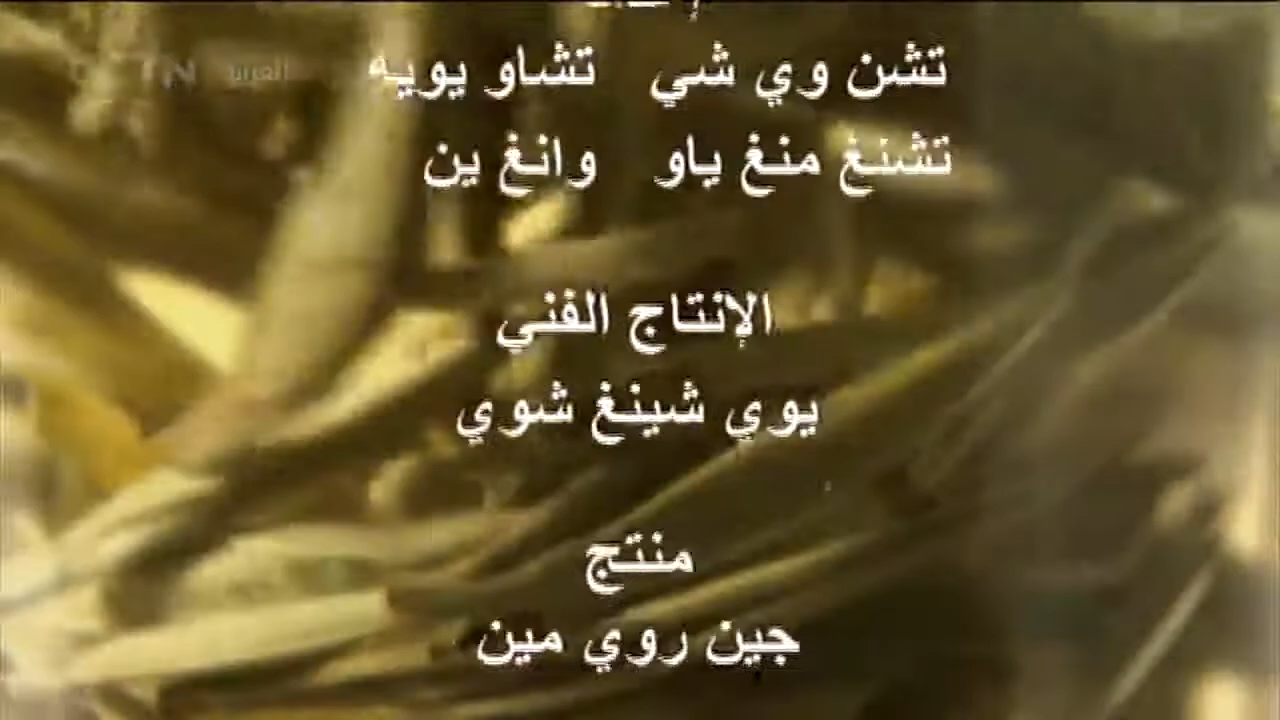 العربية
تشن وي شي تشاو يويه
تشنغ منغ ياو وانغ ين
الإنتاج الفني
يوي شينغ شوي
منتج
جين روي مين